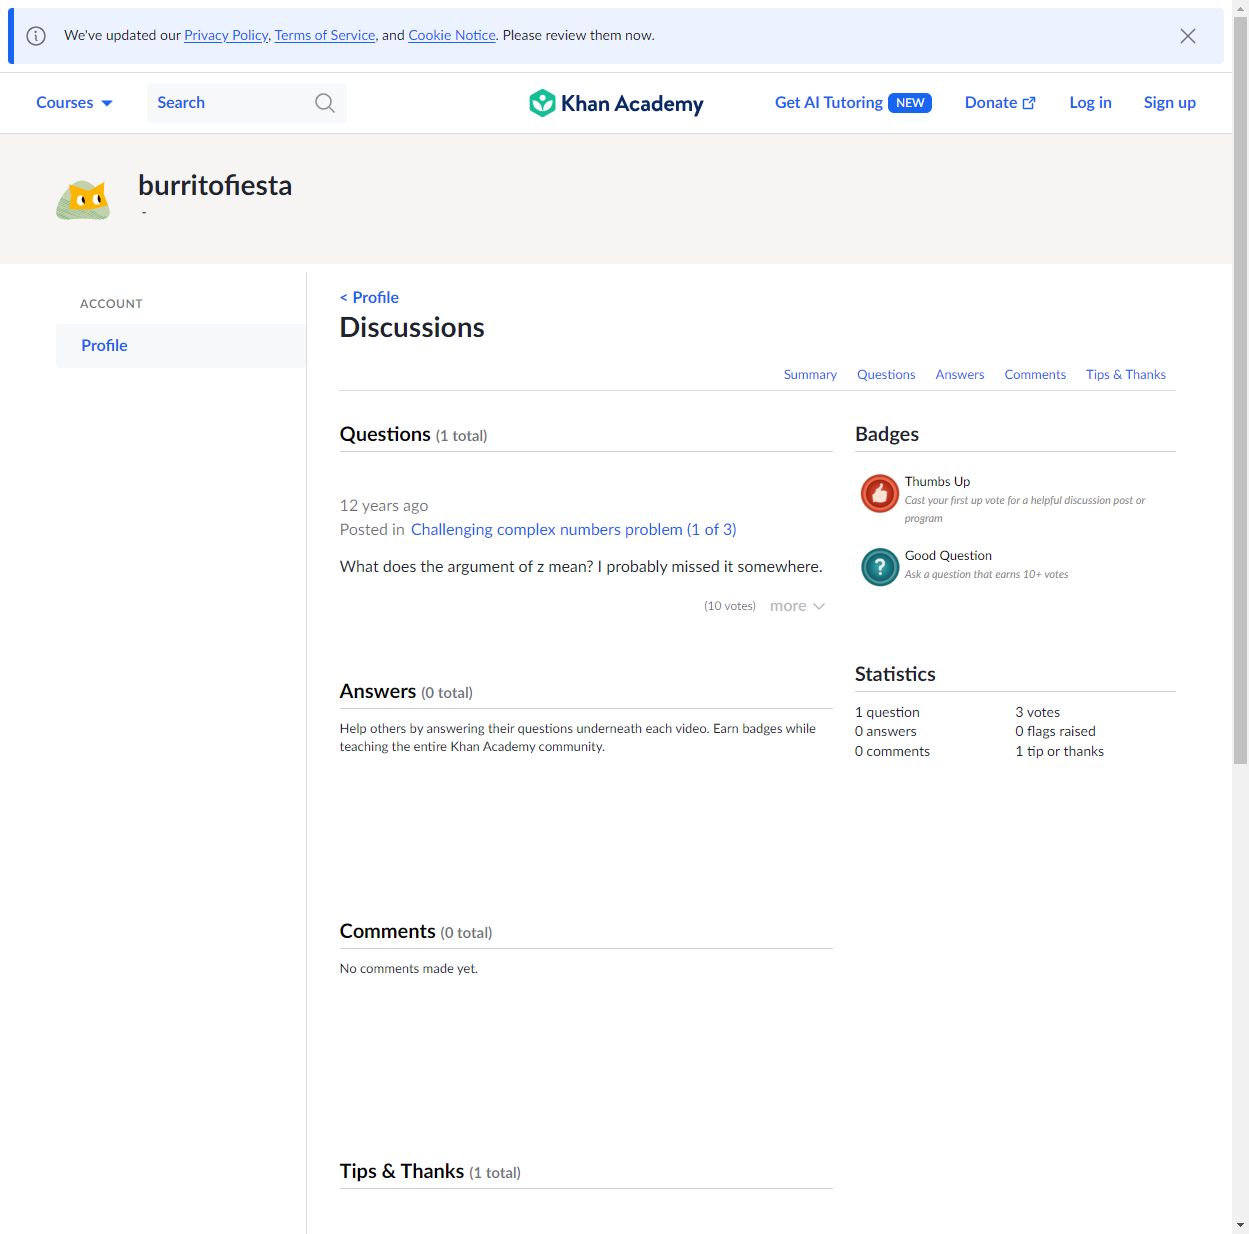 We've updated our Privacy Policy, Terms of Service, and Cookie Notice. Please review them now.
Courses
Search
Khan Academy
Get AI Tutoring NEW
Donate
Log in
Sign up
burritofiesta
-
ACCOUNT
Profile
< Profile
Discussions
Summary Questions Answers Comments Tips & Thanks
Questions (1 total)
12 years ago
Posted in Challenging complex numbers problem (1 of 3)
What does the argument of z mean? I probably missed it somewhere.
(10 votes) more
Answers (0 total)
Help others by answering their questions underneath each video. Earn badges while
teaching the entire Khan Academy community.
Comments (0 total)
No comments made yet.
Tips & Thanks (1 total)
Badges
Thumbs Up
Cast your first up vote for a helpful discussion post or
program
Good Question
Ask a question that earns 10+ votes
Statistics
1 question 3 votes
0 answers 0 flags raised
0 comments 1 tip or thanks